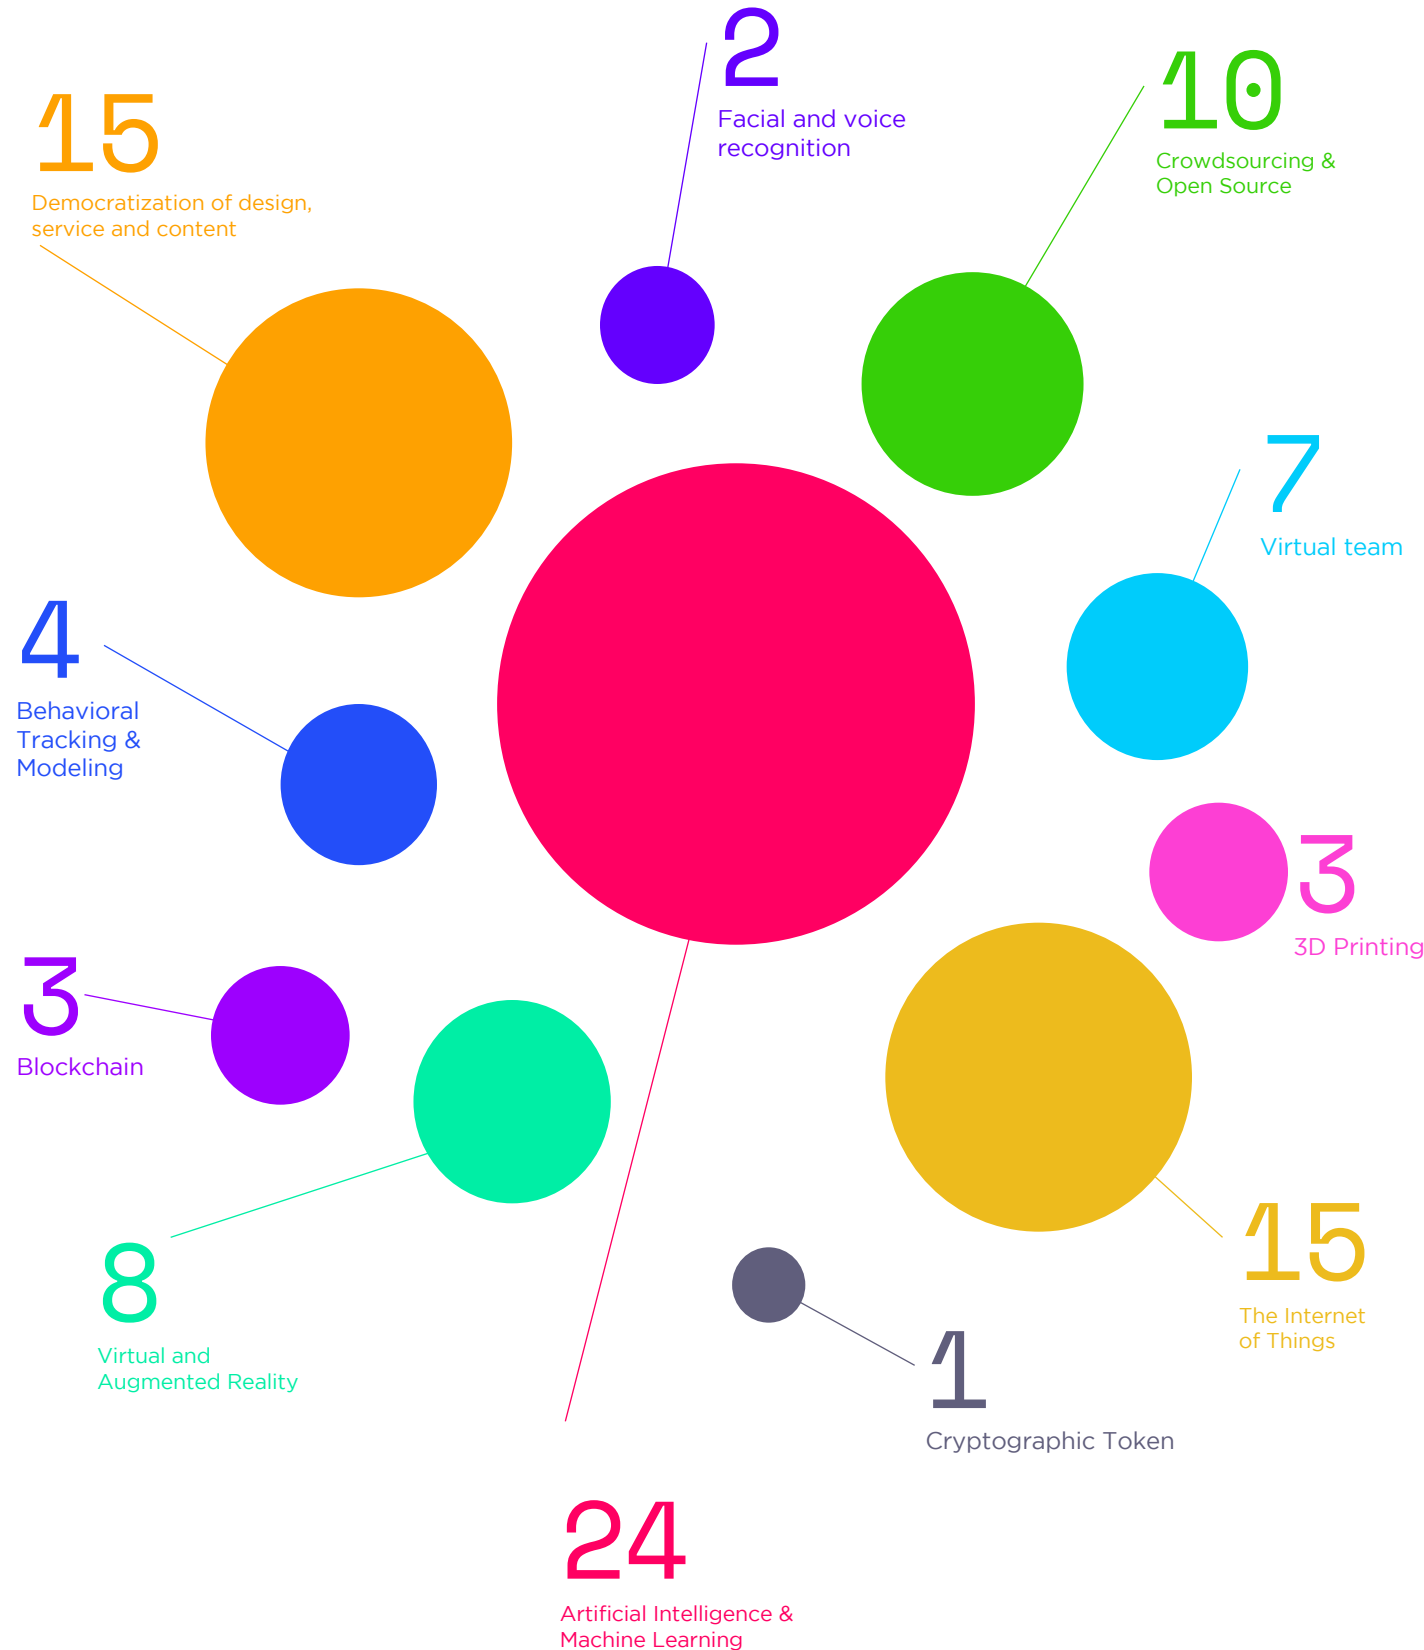 2
Facial and voice
recognition
10
Crowdsourcing &
Open Source
15
Democratization of design,
service and content
7
Virtual team
4
Behavioral
Tracking &
Modeling
3
3D Printing
3
Blockchain
15
The Internet
of Things
8
Virtual and
Augmented Reality
1
Cryptographic Token
24
Artificial Intelligence &
Machine Learning